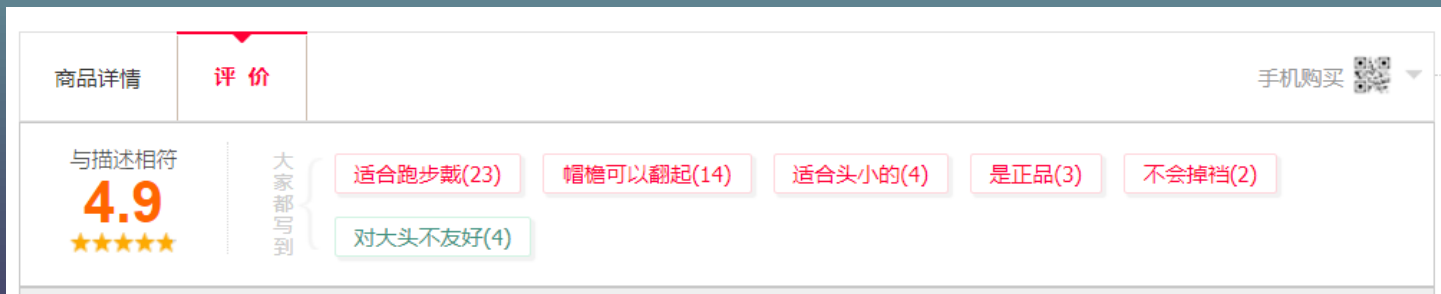 商品详情 评价 手机购买
与描述相符
4.9
大家都写到
适合跑步戴(23) 帽檐可以翻起(14) 适合头小的(4) 是正品(3) 不会掉裆(2)
对大头不友好(4)